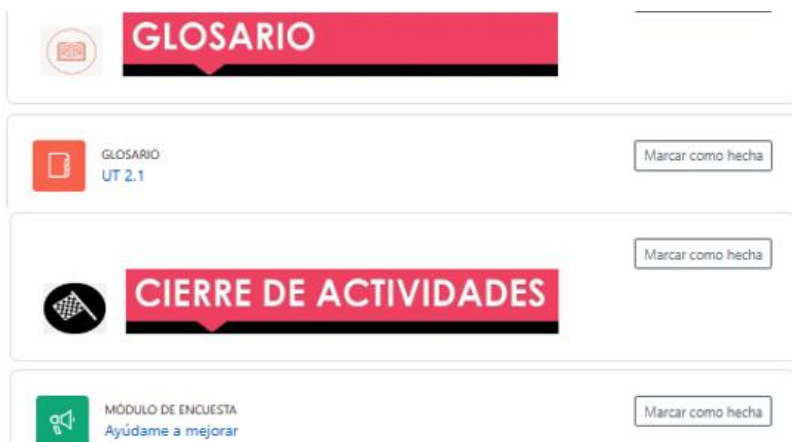 GLOSARIO
GLOSARIO
Marcar como hecha
UT 2.1
Marcar como hecha
CIERRE DE ACTIVIDADES
MÓDULO DE ENCUESTA
Marcar como hecha
Ayúdame a mejorar